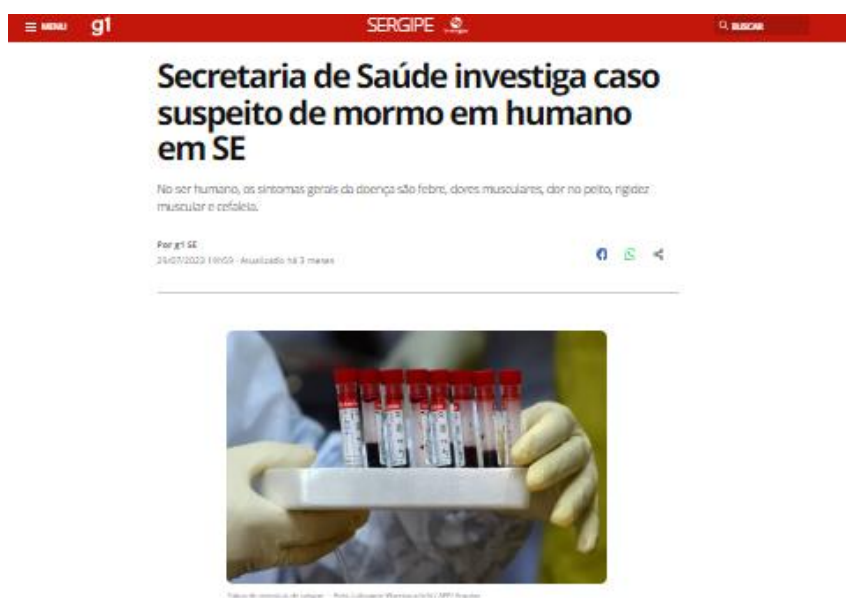 MENU g1 SERGIPE BUSCAR
Secretaria de Saúde investiga caso
suspeito de mormo em humano
em SE
No ser humano, os sintomas gerais da doença são febre, dores musculares, dor no peito, rigidez
muscular e cefaleia.
Por g1 SE
Atualizado há 3 meses